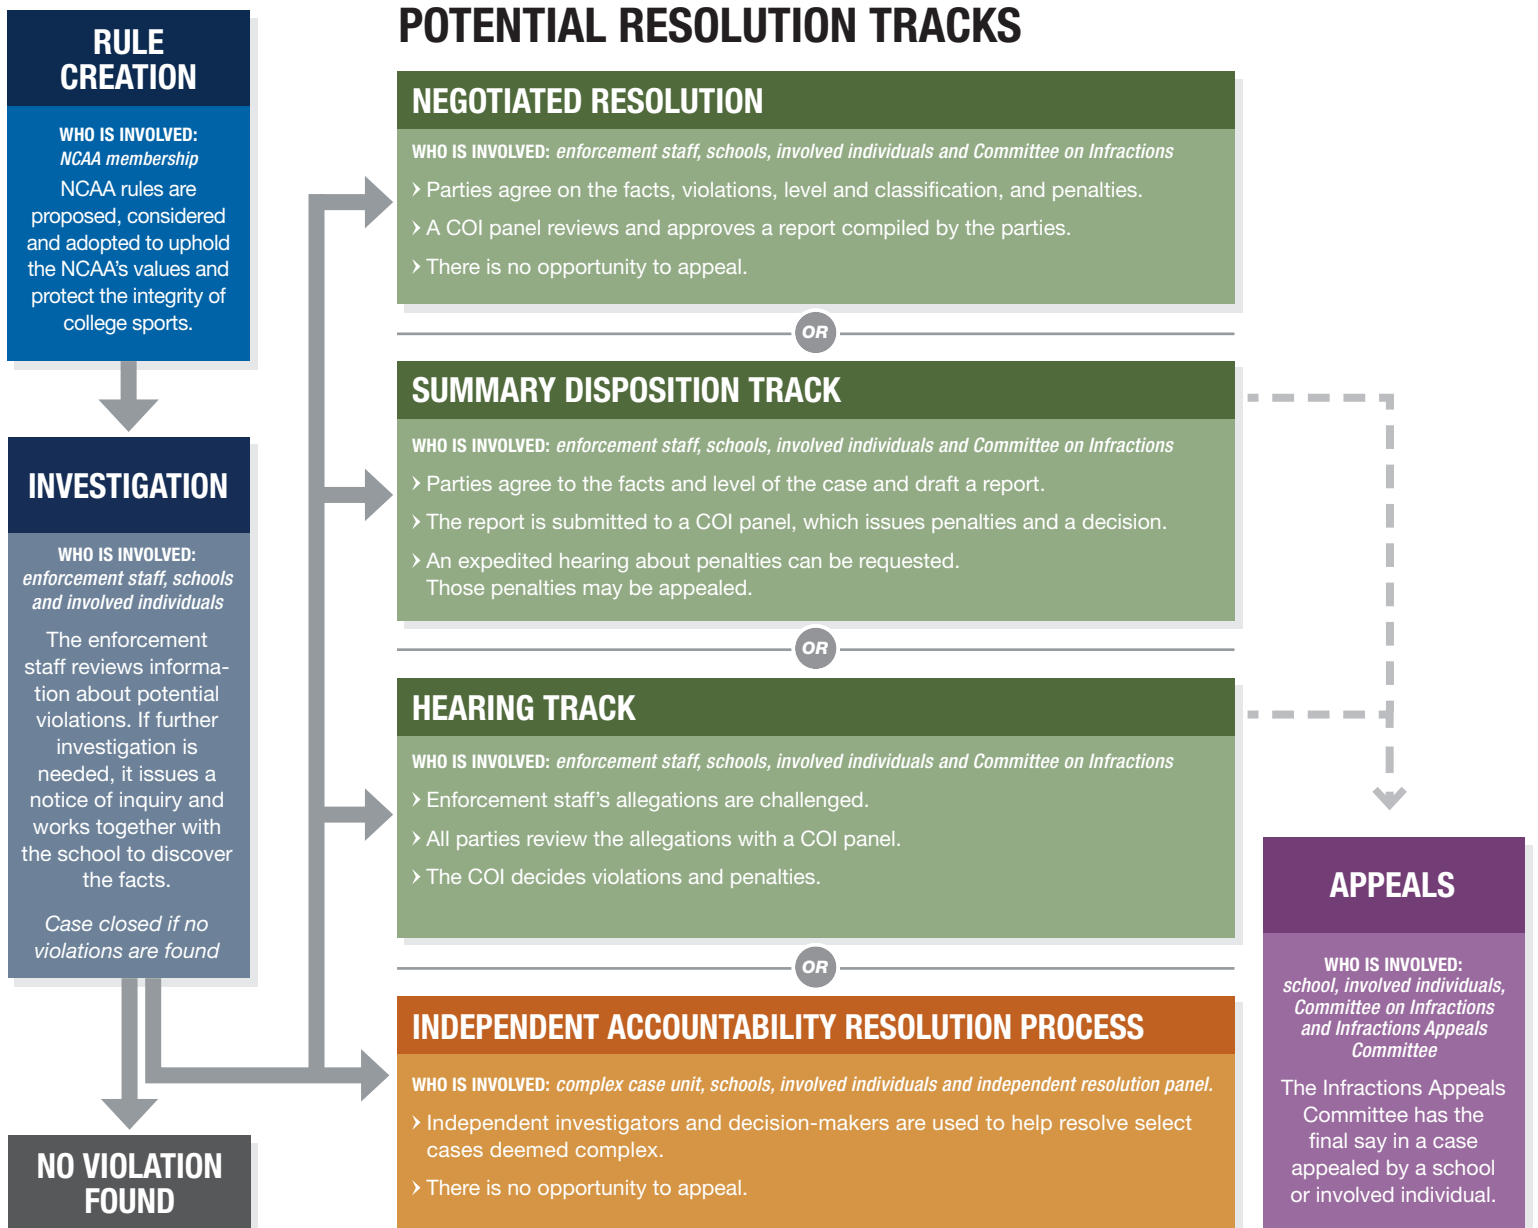 POTENTIAL RESOLUTION TRACKS
RULE
CREATION
WHO IS INVOLVED:
NCAA membership
NCAA rules are
proposed, considered
and adopted to uphold
the NCAA's values and
protect the integrity of
college sports.
INVESTIGATION
WHO IS INVOLVED:
enforcement staff, schools
and involved individuals
The enforcement
staff reviews informa-
tion about potential
violations. If further
investigation is
needed, it issues a
notice of inquiry and
works together with
the school to discover
the facts.
Case closed if no
violations are found
NO VIOLATION
FOUND
NEGOTIATED RESOLUTION
WHO IS INVOLVED: enforcement staff, schools, involved individuals and Committee on Infractions
› Parties agree on the facts, violations, level and classification, and penalties.
› A COI panel reviews and approves a report compiled by the parties.
› There is no opportunity to appeal.
OR
SUMMARY DISPOSITION TRACK
WHO IS INVOLVED: enforcement staff, schools, involved individuals and Committee on Infractions
› Parties agree to the facts and level of the case and draft a report.
› The report is submitted to a COI panel, which issues penalties and a decision.
› An expedited hearing about penalties can be requested.
Those penalties may be appealed.
OR
HEARING TRACK
WHO IS INVOLVED: enforcement staff, schools, involved individuals and Committee on Infractions
› Enforcement staff's allegations are challenged.
› All parties review the allegations with a COI panel.
› The COI decides violations and penalties.
OR
INDEPENDENT ACCOUNTABILITY RESOLUTION PROCESS
WHO IS INVOLVED: complex case unit, schools, involved individuals and independent resolution panel.
› Independent investigators and decision-makers are used to help resolve select
cases deemed complex.
› There is no opportunity to appeal.
APPEALS
WHO IS INVOLVED:
school, involved individuals,
Committee on Infractions
and Infractions Appeals
Committee
The Infractions Appeals
Committee has the
final say in a case
appealed by a school
or involved individual.